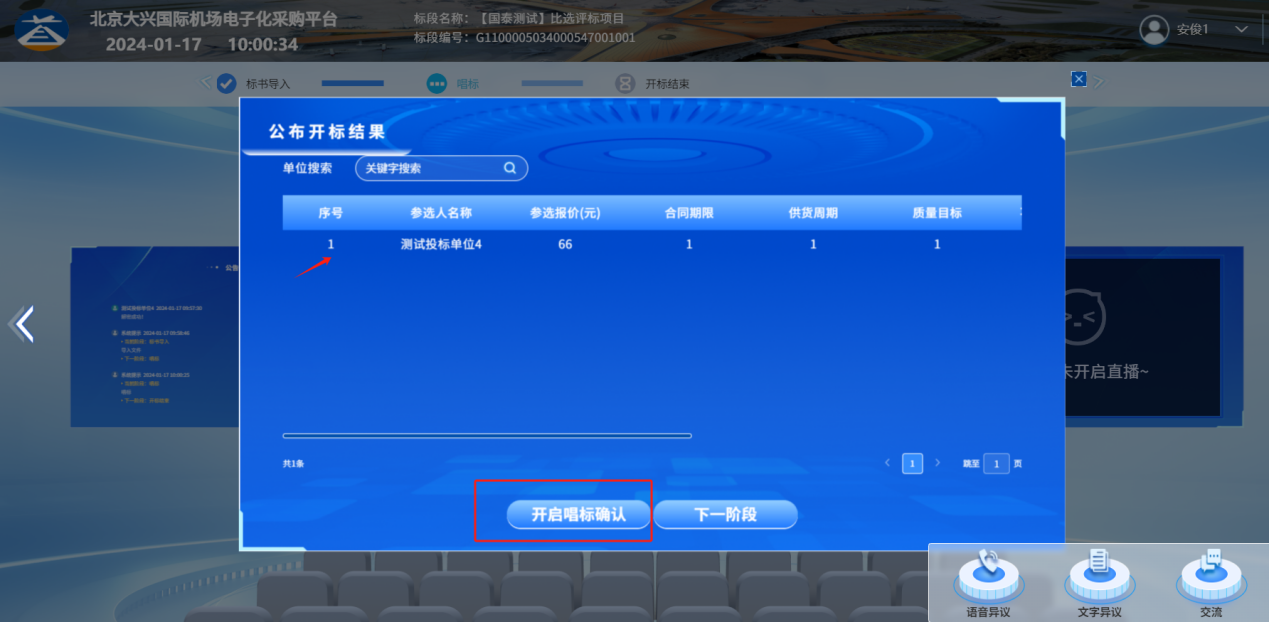 北京大兴国际机场电子化采购平台
2024-01-17 10:00:34
标段名称：【国泰测试】比选评标项目
标段编号：G1100005034000547001001
安俊1
标书导入
唱标
开标结束
公布开标结果
单位搜索 关键字搜索
序号 参选人名称 参选报价(元) 合同期限 供货周期 质量目标
1 测试投标单位4 66 1 1 1
未开启直播~
共1条
1 跳至 1 页
开启唱标确认 下一阶段
语音异议 文字异议 交流